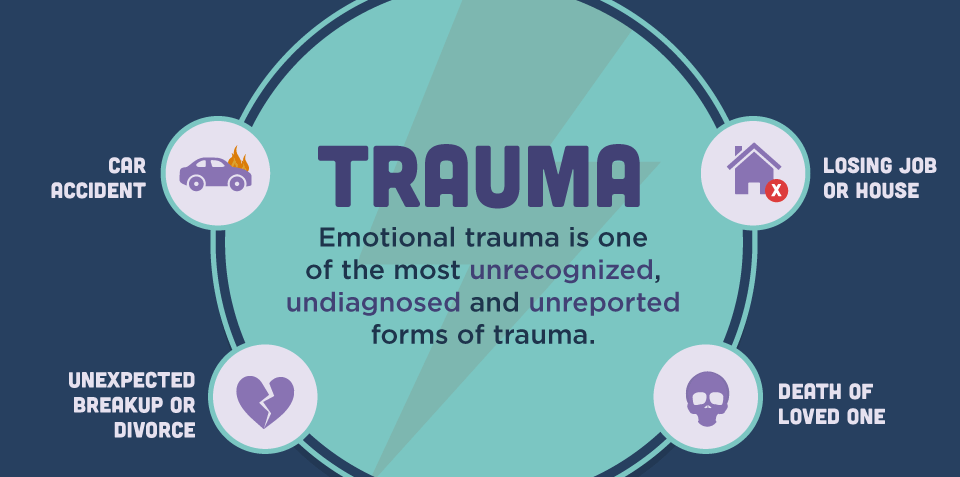 TRAUMA
Emotional trauma is one
of the most unrecognized,
undiagnosed and unreported
forms of trauma.
CAR
ACCIDENT
LOSING JOB
OR HOUSE
X
UNEXPECTED
BREAKUP OR
DIVORCE
DEATH OF
LOVED ONE